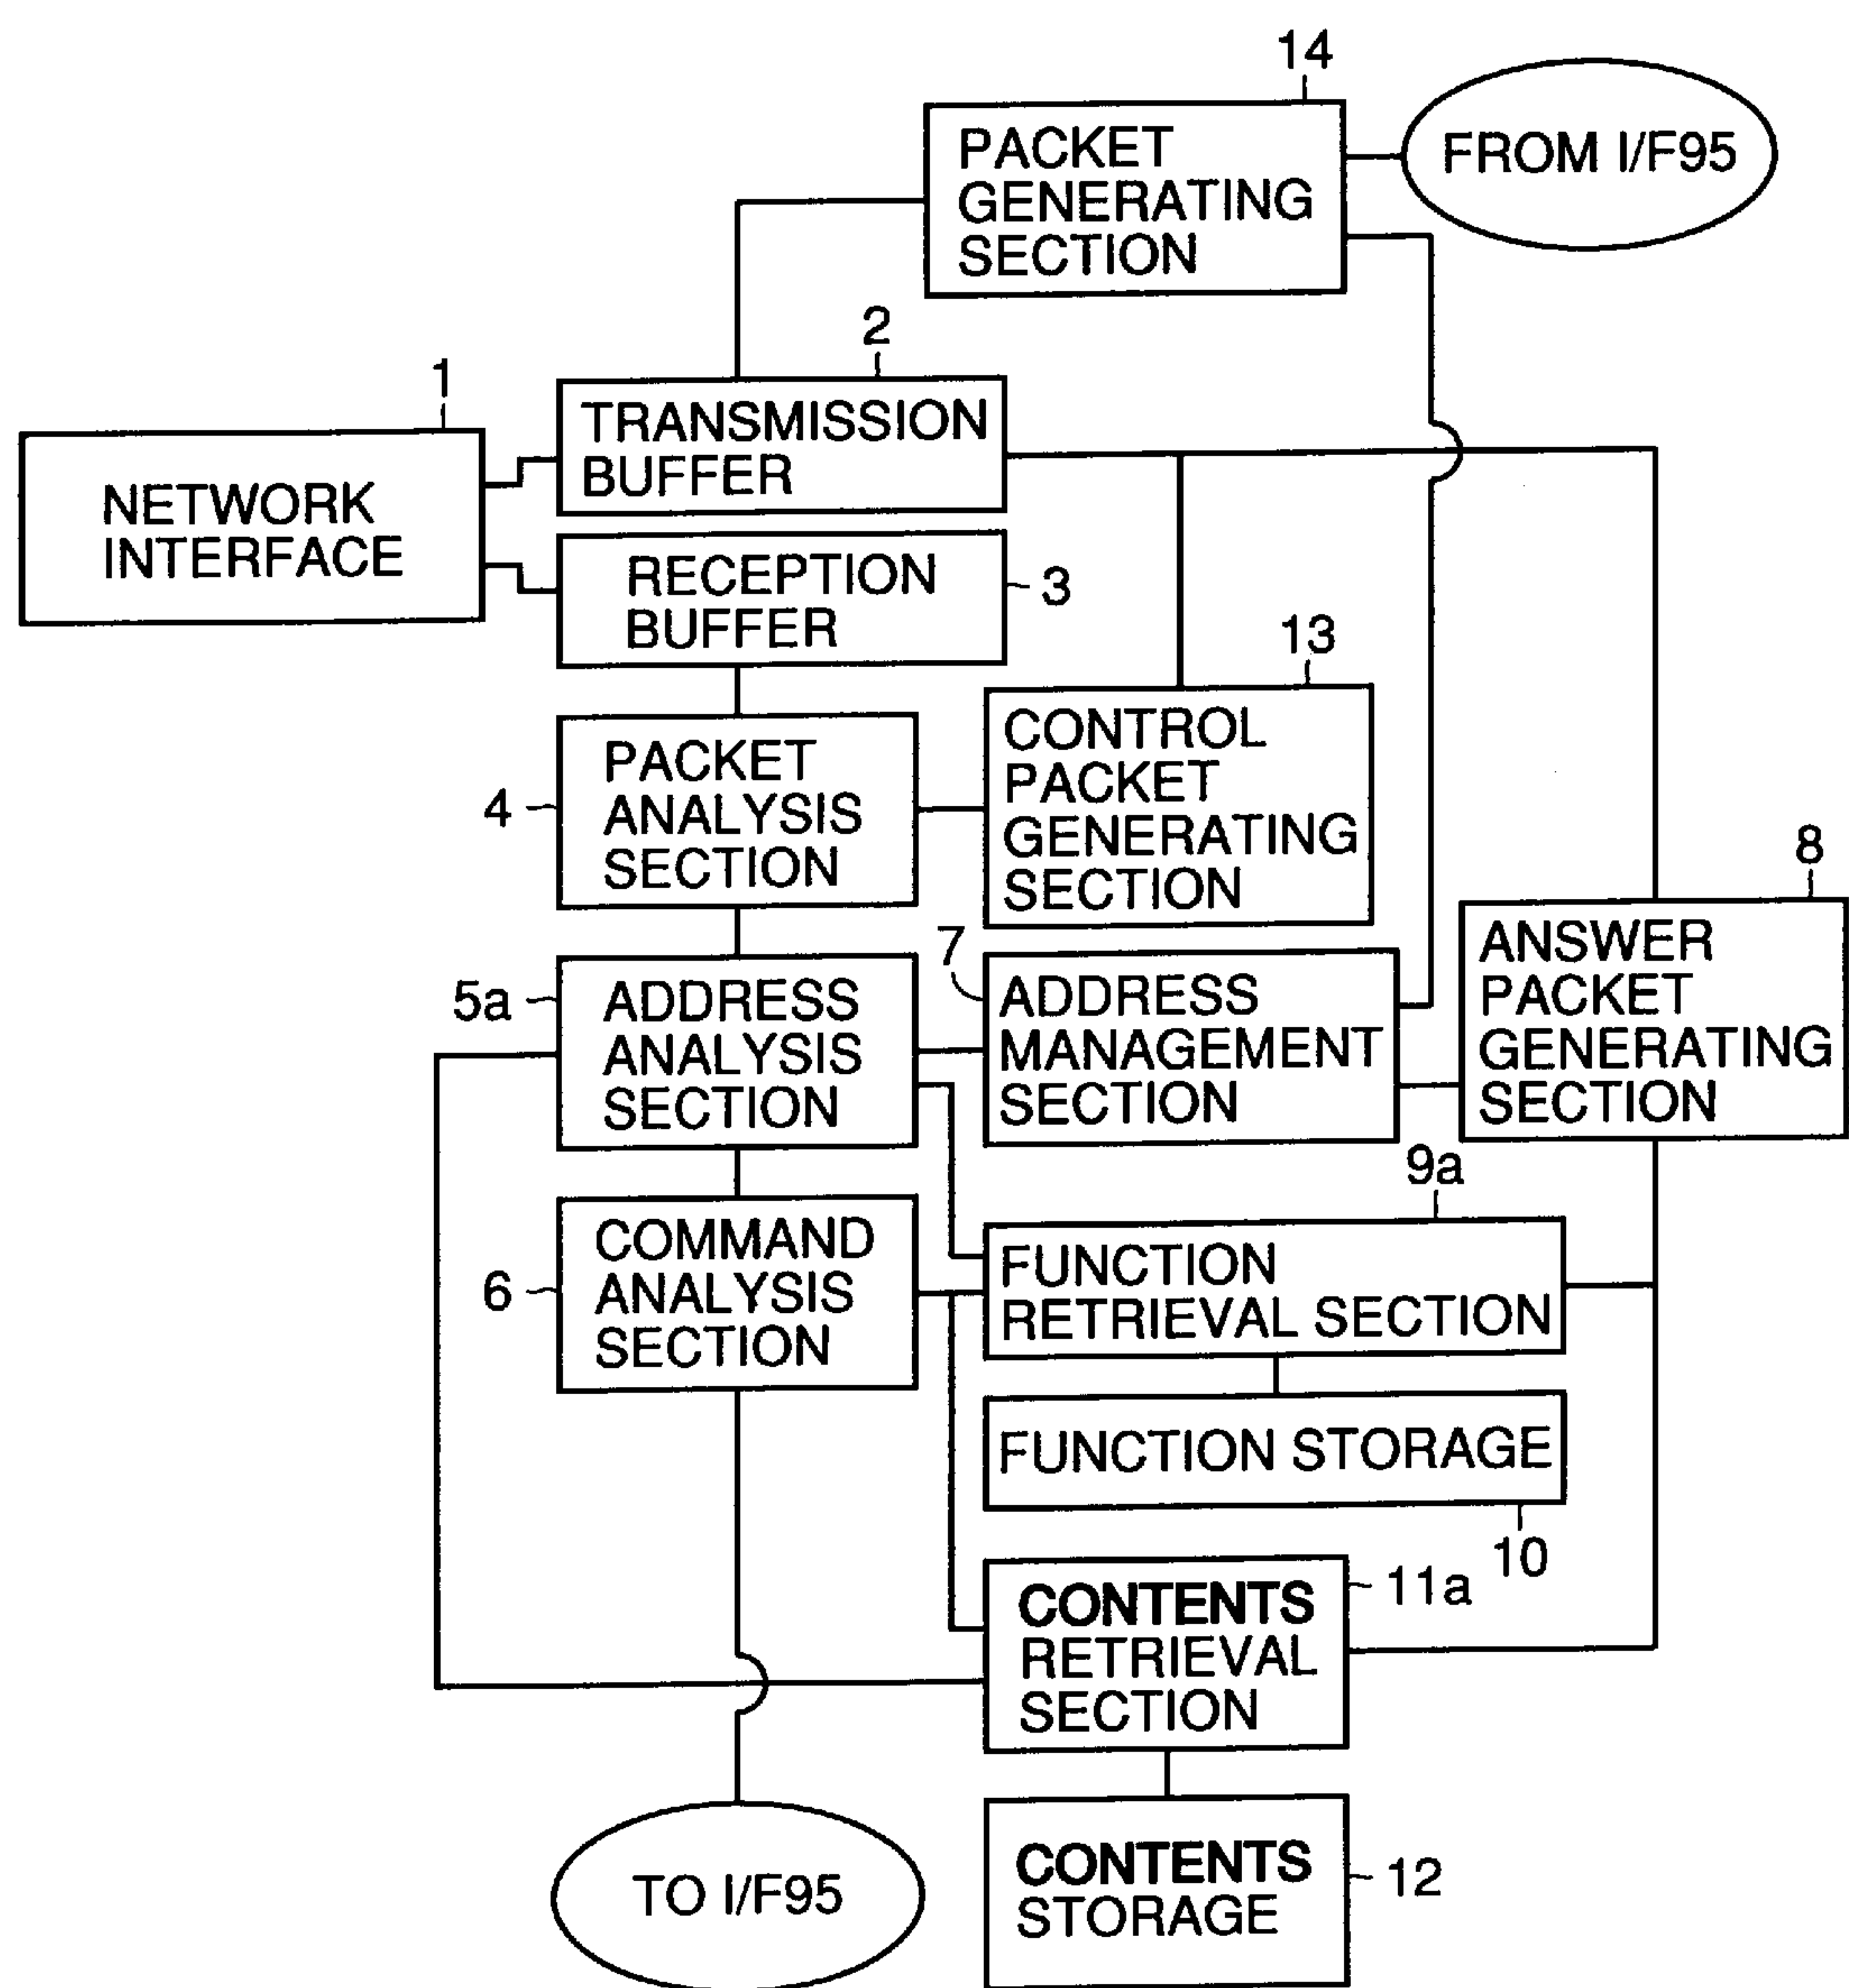 14
PACKET
GENERATING
SECTION
FROM I/F95
2
TRANSMISSION
BUFFER
1
NETWORK
INTERFACE
RECEPTION
BUFFER
3
13
CONTROL
PACKET
GENERATING
SECTION
4
PACKET
ANALYSIS
SECTION
8
ANSWER
PACKET
GENERATING
SECTION
5a
ADDRESS
ANALYSIS
SECTION
7
ADDRESS
MANAGEMENT
SECTION
9a
FUNCTION
RETRIEVAL SECTION
6
COMMAND
ANALYSIS
SECTION
FUNCTION STORAGE
10
11a
CONTENTS
RETRIEVAL
SECTION
TO I/F95
CONTENTS
STORAGE
12